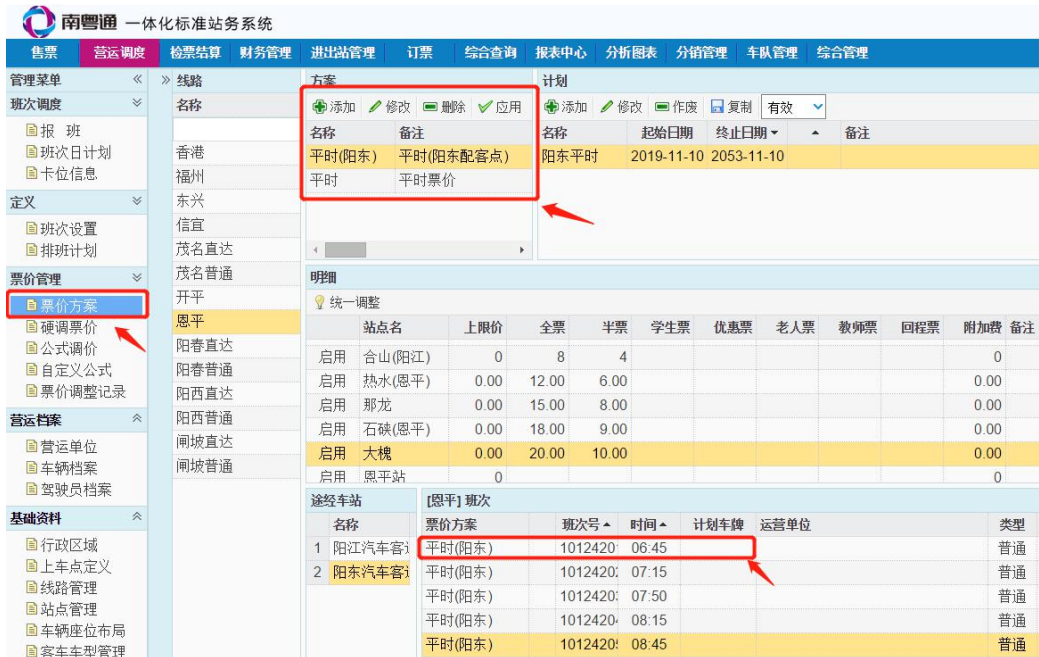 南粤通 一体化标准站务系统
售票 营运调度 检票结算 财务管理 进出站管理 订票 综合查询 报表中心 分析图表 分销管理 车队管理 综合管理
管理菜单
班次调度
报 班
班次日计划
卡位信息
定义
班次设置
排班计划
票价管理
票价方案
硬调票价
公式调价
自定义公式
票价调整记录
营运档案
营运单位
车辆档案
驾驶员档案
基础资料
行政区域
上车点定义
线路管理
站点管理
车辆座位布局
客车车型管理
线路
名称
香港
福州
东兴
信宜
茂名直达
茂名普通
开平
恩平
阳春直达
阳春普通
阳西直达
阳西普通
闸坡直达
闸坡普通
方案
添加 修改 删除 应用
名称 备注
平时(阳东) 平时(阳东配客点)
平时 平时票价
计划
添加 修改 作废 复制 有效
名称 起始日期 终止日期 备注
阳东平时 2019-11-10 2053-11-10
明细
统一调整
站点名 上限价 全票 半票 学生票 优惠票 老人票 教师票 回程票 附加费 备注
启用 合山(阳江) 0 8 4 0
启用 热水(恩平) 0.00 12.00 6.00 0.00
启用 那龙 0.00 15.00 8.00 0.00
启用 石硖(恩平) 0.00 18.00 9.00 0.00
启用 大槐 0.00 20.00 10.00 0.00
启用 恩平站 0 0
途经车站
名称
1 阳江汽车客
2 阳东汽车客
[恩平] 班次
票价方案 班次号 时间 计划车牌 运营单位 类型
平时(阳东) 1012420 06:45 普通
平时(阳东) 1012420 07:15 普通
平时(阳东) 1012420 07:50 普通
平时(阳东) 1012420 08:15 普通
平时(阳东) 1012420 08:45 普通